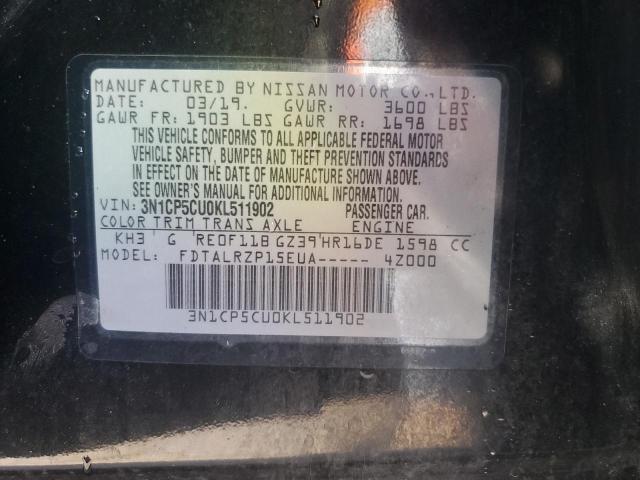 MANUFACTURED BY NISSAN MOTOR CO., LTD.
DATE: 03/19. GVWR: 3600 LBS
GAWR FR: 1903 LBS GAWR RR: 1698 LBS
THIS VEHICLE CONFORMS TO ALL APPLICABLE FEDERAL MOTOR
VEHICLE SAFETY, BUMPER AND THEFT PREVENTION STANDARDS
IN EFFECT ON THE DATE OF MANUFACTURE SHOWN ABOVE.
SEE OWNER'S MANUAL FOR ADDITIONAL INFORMATION.
VIN: 3N1CP5CU0KL511902 PASSENGER CAR.
COLOR TRIM TRANS AXLE ENGINE
KH3 G RE0F11B GZ39 HR16DE 1598 CC
MODEL: FDTALRZP15EUA----- 4Z000
3N1CP5CU0KL511902